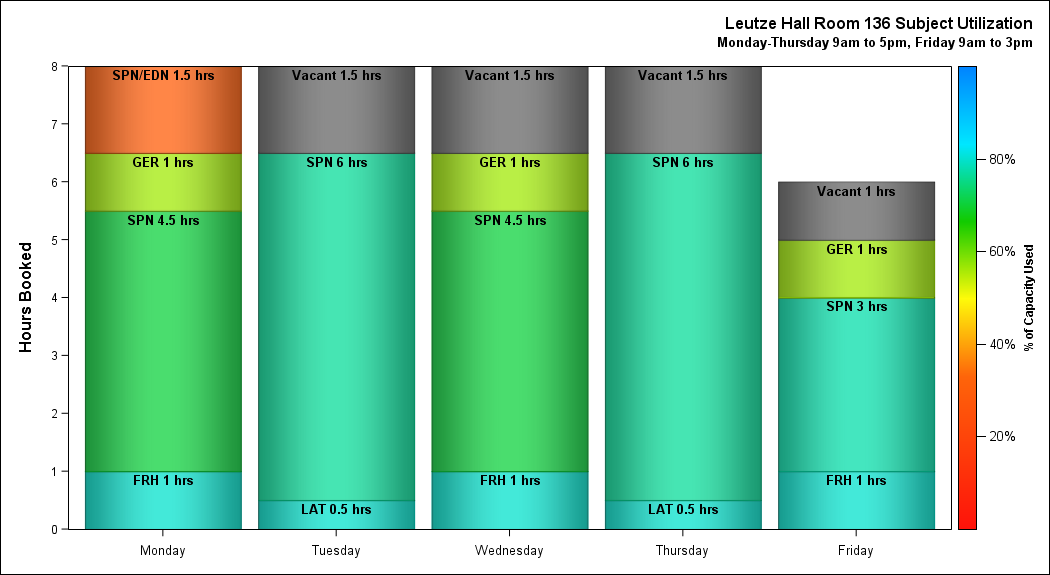 Leutze Hall Room 136 Subject Utilization
Monday-Thursday 9am to 5pm, Friday 9am to 3pm
Hours Booked
8
7
6
5
4
3
2
1
0
SPN/EDN 1.5 hrs
GER 1 hrs
SPN 4.5 hrs
FRH 1 hrs
Monday
Vacant 1.5 hrs
SPN 6 hrs
LAT 0.5 hrs
Tuesday
Vacant 1.5 hrs
GER 1 hrs
SPN 4.5 hrs
FRH 1 hrs
Wednesday
Vacant 1.5 hrs
SPN 6 hrs
LAT 0.5 hrs
Thursday
Vacant 1 hrs
GER 1 hrs
SPN 3 hrs
FRH 1 hrs
Friday
80%
60%
40%
20%
% of Capacity Used